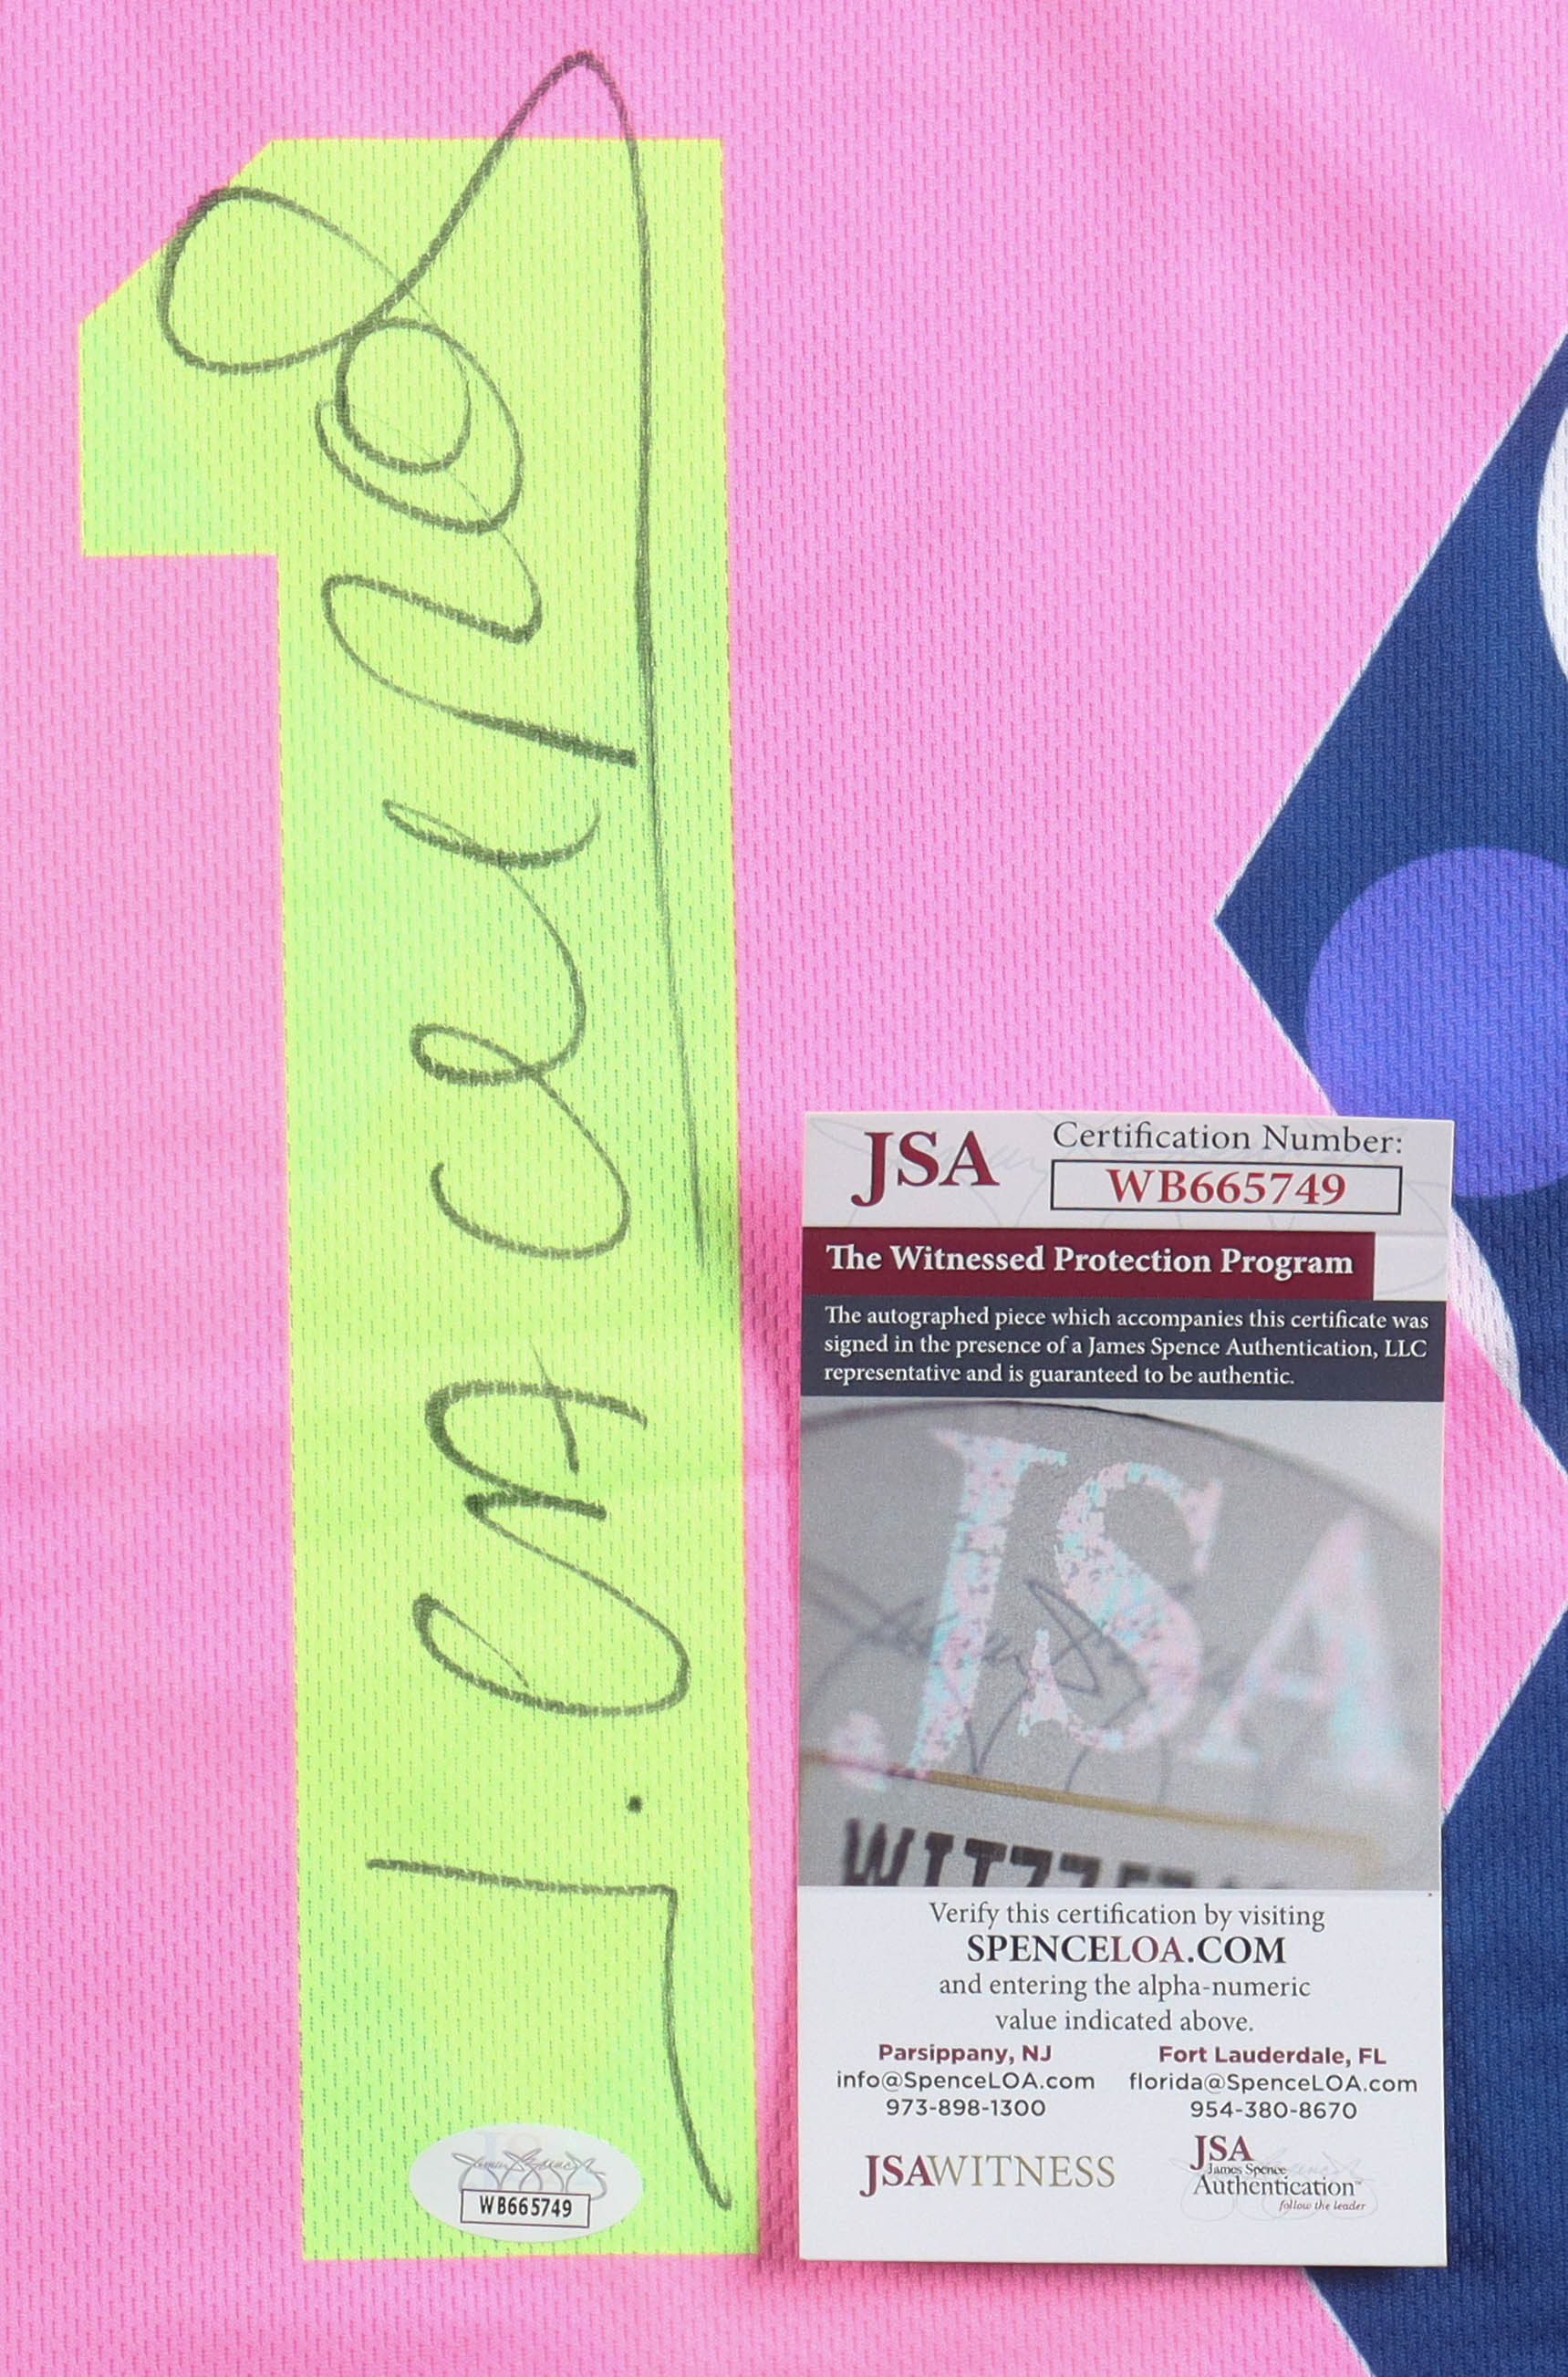 1
JSA
Certification Number:
WB665749
The Witnessed Protection Program
The autographed piece which accompanies this certificate was
signed in the presence of a James Spence Authentication, LLC
representative and is guaranteed to be authentic.
JSA
Verify this certification by visiting
SPENCELOA.COM
and entering the alpha-numeric
value indicated above.
Parsippany, NJ
info@SpenceLOA.com
973-898-1300
Fort Lauderdale, FL
florida@SpenceLOA.com
954-380-8670
JSAWITNESS
JSA
James Spence
Authentication
follow the leader
WB665749